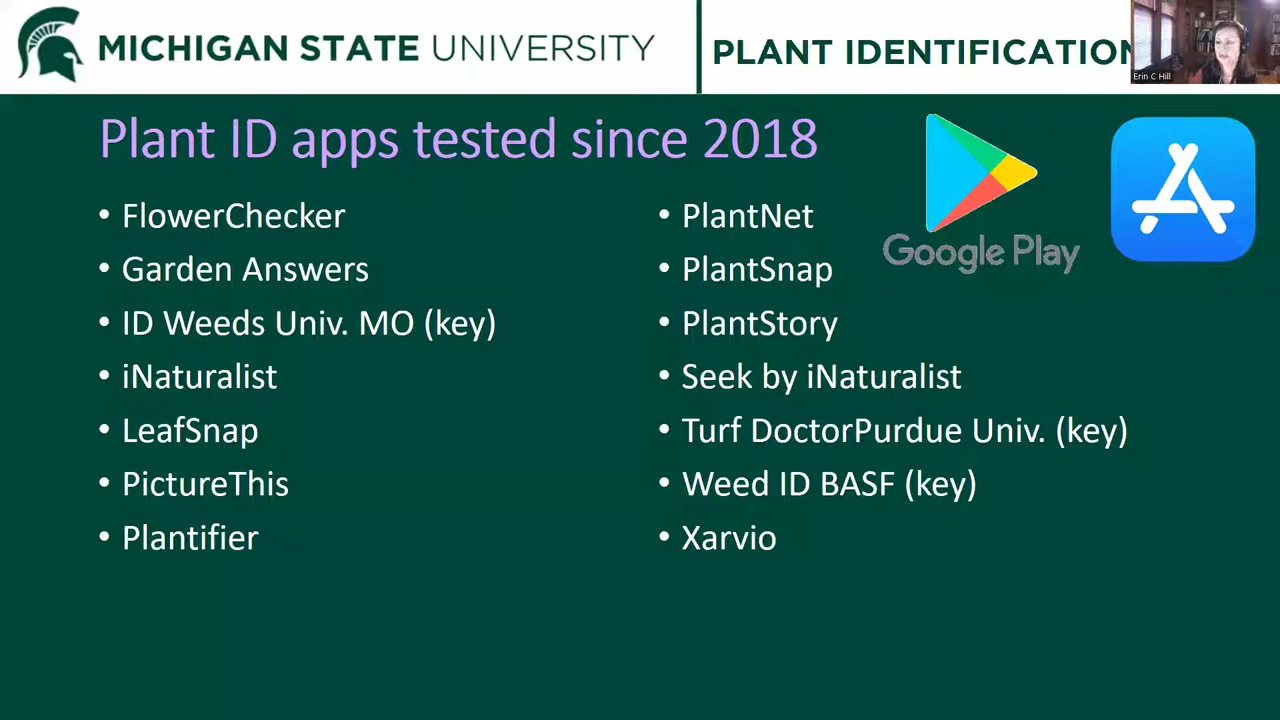 MICHIGAN STATE UNIVERSITY
PLANT IDENTIFICATION
Erin C Hill
Plant ID apps tested since 2018
• FlowerChecker
• Garden Answers
• ID Weeds Univ. MO (key)
• iNaturalist
• LeafSnap
• PictureThis
• Plantifier
• PlantNet
• PlantSnap
• PlantStory
• Seek by iNaturalist
• Turf DoctorPurdue Univ. (key)
• Weed ID BASF (key)
• Xarvio
Google Play